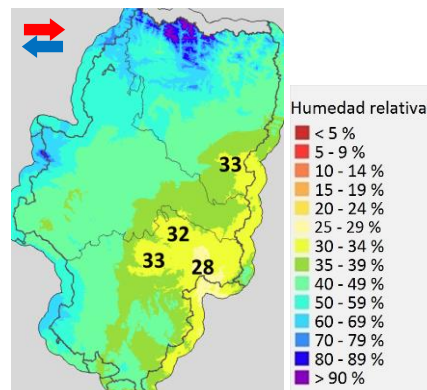 33
32
33
28
Humedad relativa
< 5 %
5 - 9 %
10 - 14 %
15 - 19 %
20 - 24 %
25 - 29 %
30 - 34 %
35 - 39 %
40 - 49 %
50 - 59 %
60 - 69 %
70 - 79 %
80 - 89 %
> 90 %